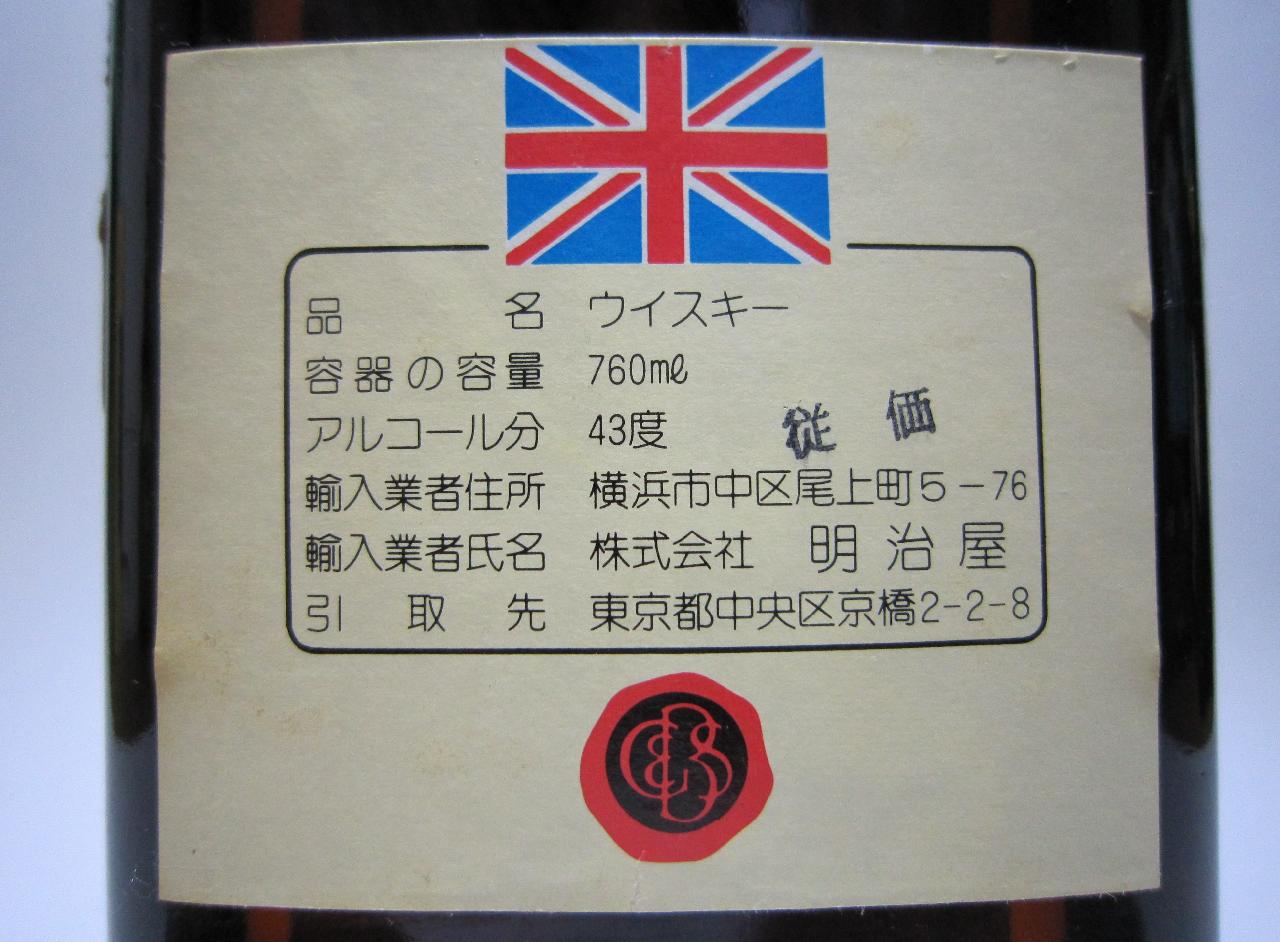 品名 ウイスキー
容器の容量 760ml
アルコール分 43度
従価
輸入業者住所 横浜市中区尾上町5-76
輸入業者氏名 株式会社 明治屋
引取先 東京都中央区京橋2-2-8